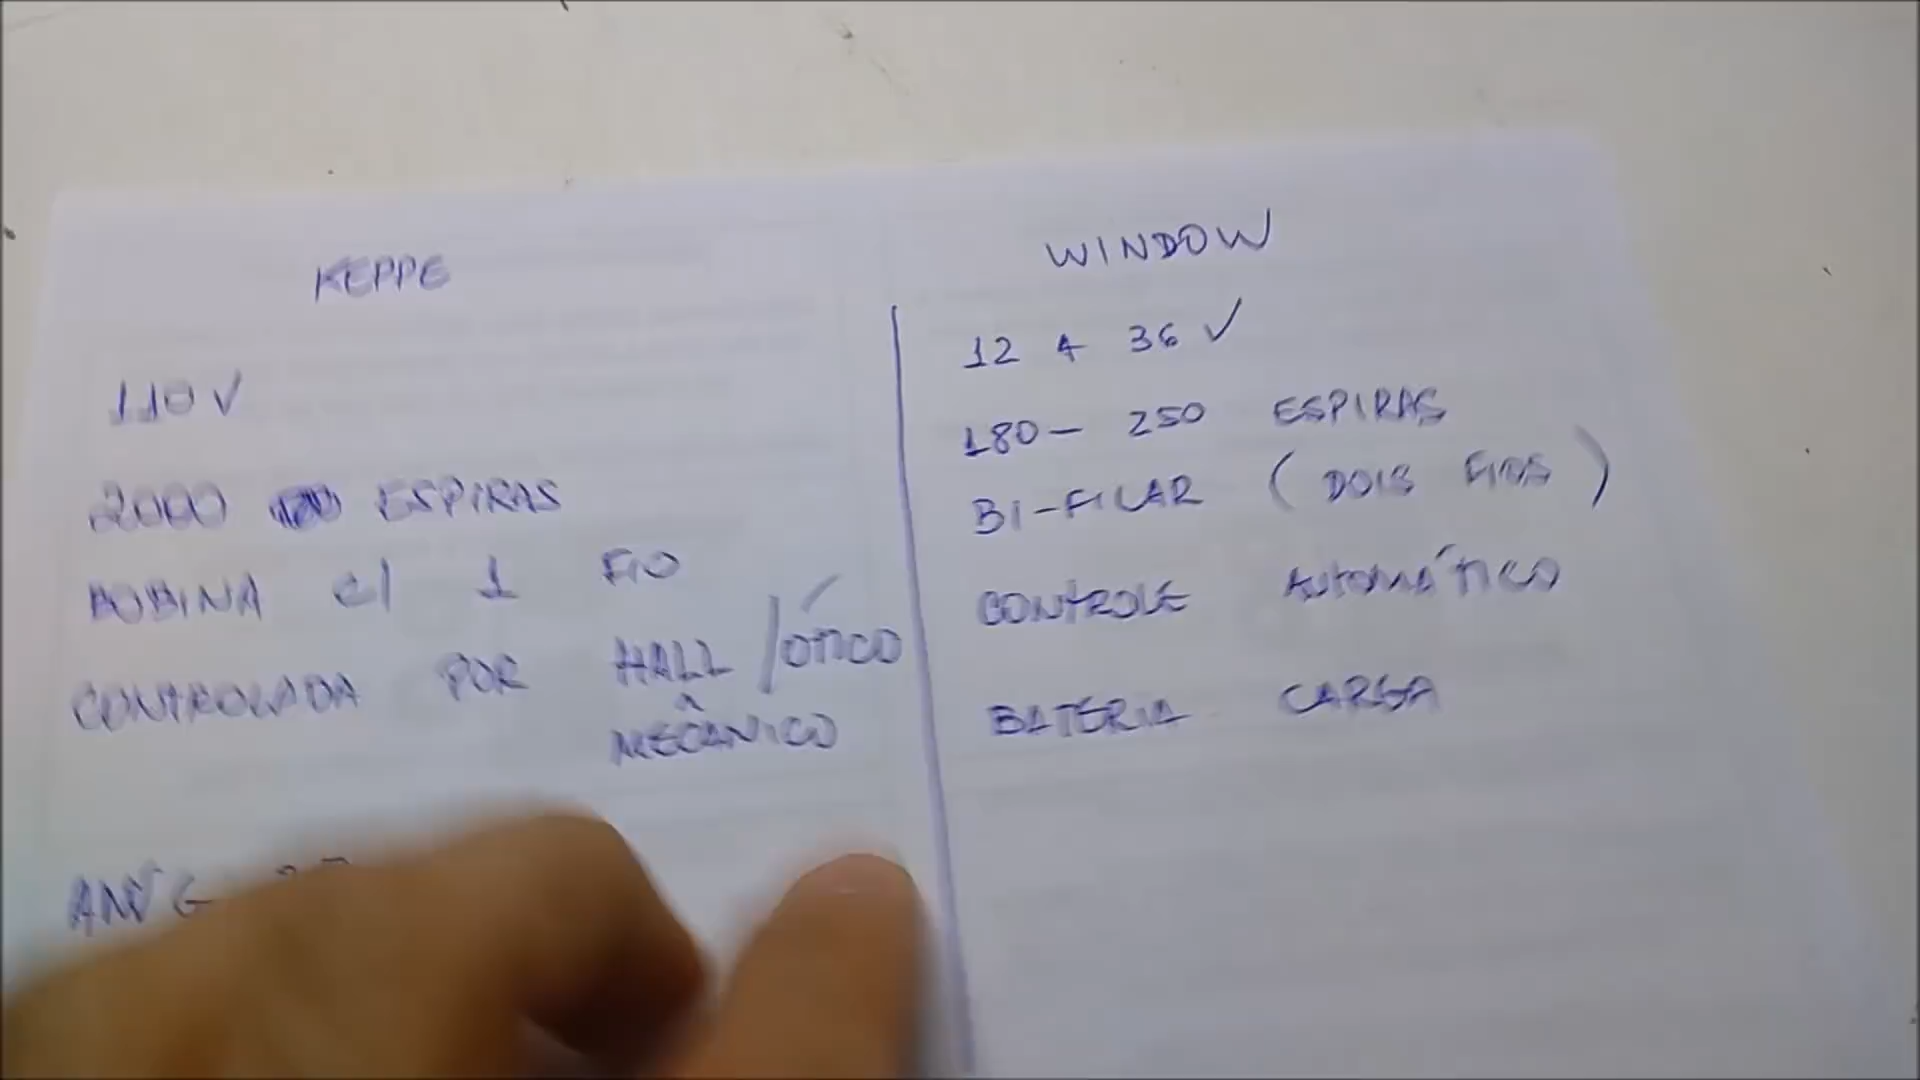 KEPPE
110V
2000 ESPIRAS
BOBINA C/ 1 FIO
CONTROLADA POR HALL / ÓTICO
MECÂNICO
AWG
WINDOW
12 A 36 V
180 - 250 ESPIRAS
BI-FILAR ( DOIS FIOS )
CONTROLE AUTOMÁTICO
BATERIA CARGA